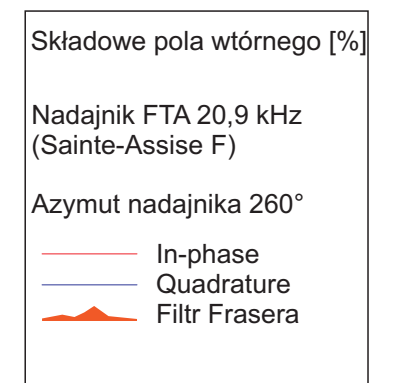 Składowe pola wtórnego [%]
Nadajnik FTA 20,9 kHz
(Sainte-Assise F)
Azymut nadajnika 260°
In-phase
Quadrature
Filtr Frasera